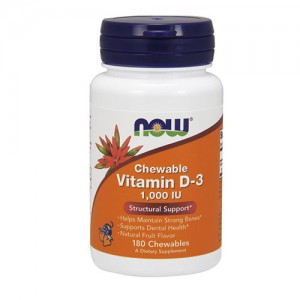 NOW
Chewable
Vitamin D-3
1,000 IU
Structural Support*
• Helps Maintain Strong Bones*
• Supports Dental Health*
• Natural Fruit Flavor
180 Chewables
A Dietary Supplement